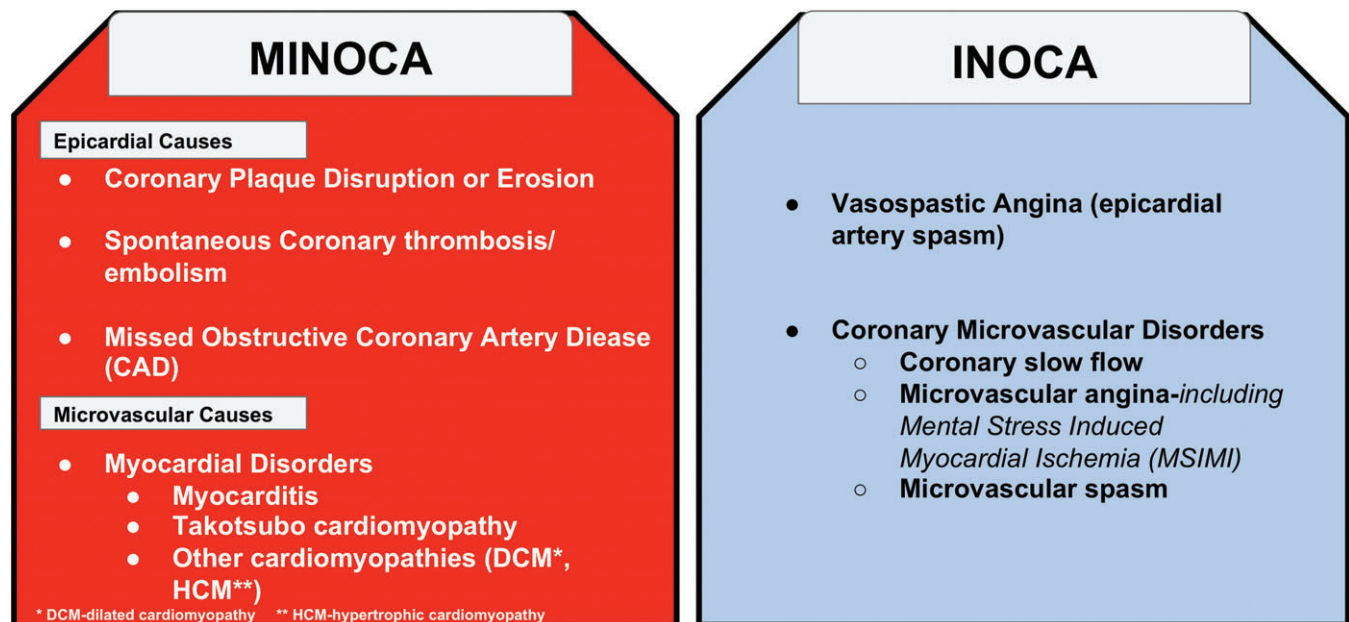 MINOCA
Epicardial Causes
● Coronary Plaque Disruption or Erosion
● Spontaneous Coronary thrombosis/
embolism
● Missed Obstructive Coronary Artery Diease
(CAD)
Microvascular Causes
● Myocardial Disorders
● Myocarditis
● Takotsubo cardiomyopathy
● Other cardiomyopathies (DCM*,
HCM**)
* DCM-dilated cardiomyopathy ** HCM-hypertrophic cardiomyopathy
INOCA
● Vasospastic Angina (epicardial
artery spasm)
● Coronary Microvascular Disorders
○ Coronary slow flow
○ Microvascular angina-including
Mental Stress Induced
Myocardial Ischemia (MSIMI)
○ Microvascular spasm